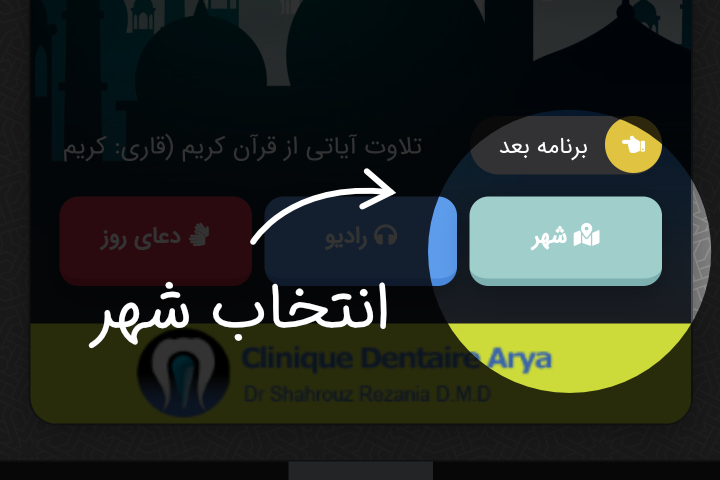 برنامه بعد
تلاوت آیاتی از قرآن کریم (قاری: کریم
شهر
رادیو
دعای روز
انتخاب شهر
Clinique Dentaire Arya
Dr Shahrouz Rezania D.M.D